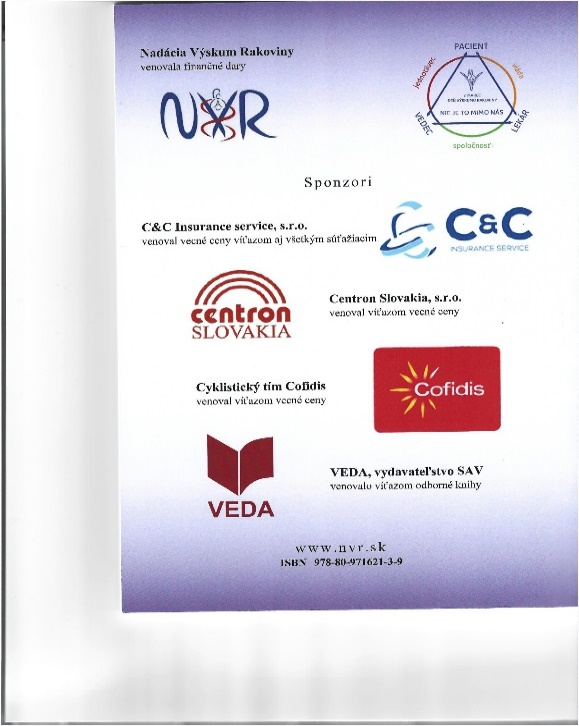 Nadácia Výskum Rakoviny
venovala finančné dary
NVR
PACIENT
jednotlivec
veda
NIE JE TO MIMO NÁS
VEDEC
LEKÁR
spoločnosť
Sponzori
C&C Insurance service, s.r.o.
venoval vecné ceny víťazom aj všetkým súťažiacim
C&C
INSURANCE SERVICE
centron
SLOVAKIA
Centron Slovakia, s.r.o.
venoval víťazom vecné ceny
Cyklistický tím Cofidis
venoval víťazom vecné ceny
Cofidis
VEDA
VEDA, vydavateľstvo SAV
venovalo víťazom odborné knihy
www.nvr.sk
ISBN 978-80-971621-3-9